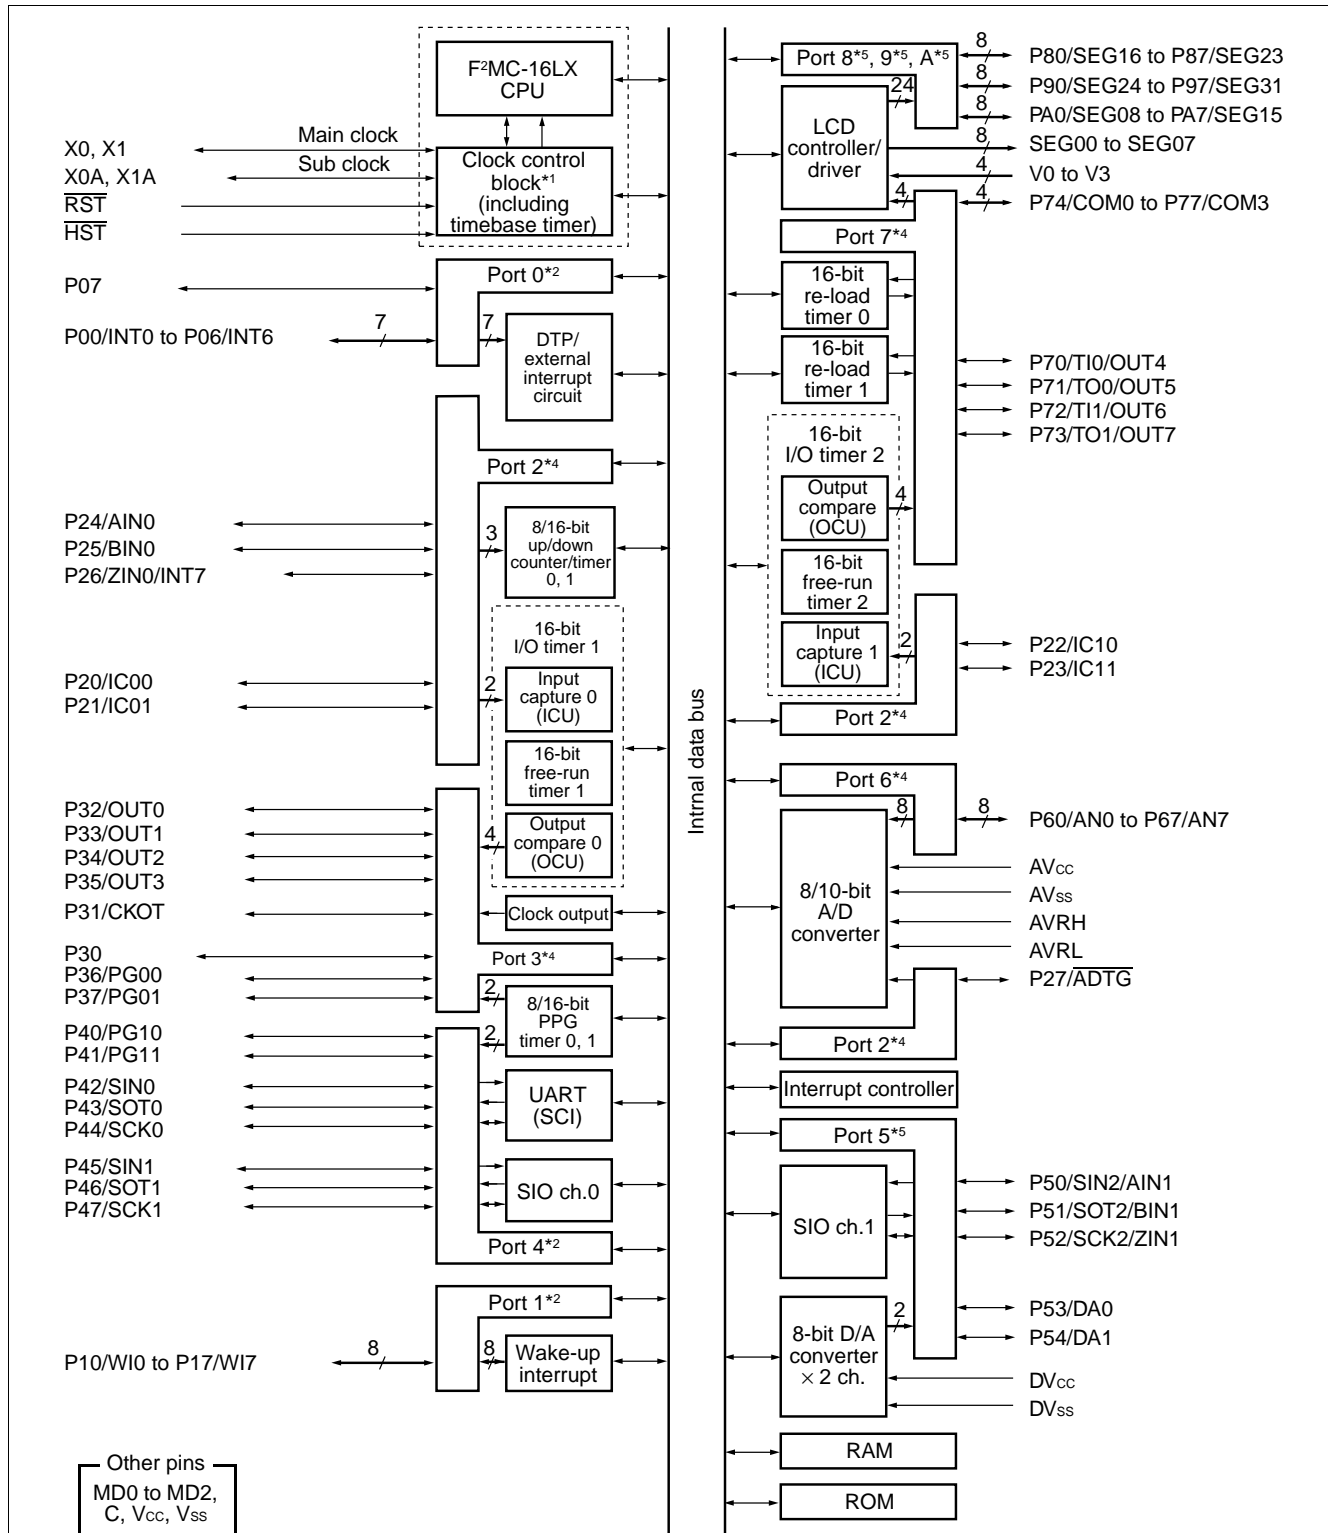 F²MC-16LX
CPU
Main clock
X0, X1
Sub clock
X0A, X1A
RST
HST
Clock control
block*1
(including
timebase timer)
Port 0*2
P07
P00/INT0 to P06/INT6
7
7
DTP/
external
interrupt
circuit
Port 2*4
P24/AIN0
P25/BIN0
P26/ZIN0/INT7
3
8/16-bit
up/down
counter/timer
0, 1
16-bit
I/O timer 1
P20/IC00
P21/IC01
2
Input
capture 0
(ICU)
16-bit
free-run
timer 1
P32/OUT0
P33/OUT1
P34/OUT2
P35/OUT3
4
Output
compare 0
(OCU)
P31/CKOT
Clock output
P30
Port 3*4
P36/PG00
P37/PG01
2
8/16-bit
PPG
timer 0, 1
P40/PG10
P41/PG11
2
P42/SIN0
P43/SOT0
P44/SCK0
UART
(SCI)
P45/SIN1
P46/SOT1
P47/SCK1
SIO ch.0
Port 4*2
Port 1*2
P10/WI0 to P17/WI7
8
8
Wake-up
interrupt
Other pins
MD0 to MD2,
C, VCC, VSS
Intrnal data bus
Port 8*5, 9*5, A*5
8
P80/SEG16 to P87/SEG23
8
P90/SEG24 to P97/SEG31
24
8
PA0/SEG08 to PA7/SEG15
LCD
controller/
driver
8
SEG00 to SEG07
4
V0 to V3
4
4
P74/COM0 to P77/COM3
Port 7*4
16-bit
re-load
timer 0
16-bit
re-load
timer 1
P70/TI0/OUT4
P71/TO0/OUT5
P72/TI1/OUT6
P73/TO1/OUT7
16-bit
I/O timer 2
Output
compare 1
(OCU)
4
16-bit
free-run
timer 2
Input
capture 1
(ICU)
2
P22/IC10
P23/IC11
Port 2*4
Port 6*4
8
8
P60/AN0 to P67/AN7
8/10-bit
A/D
converter
AVCC
AVSS
AVRH
AVRL
P27/ADTG
Port 2*4
Interrupt controller
Port 5*5
SIO ch.1
P50/SIN2/AIN1
P51/SOT2/BIN1
P52/SCK2/ZIN1
2
8-bit D/A
converter
× 2 ch.
P53/DA0
P54/DA1
DVCC
DVSS
RAM
ROM